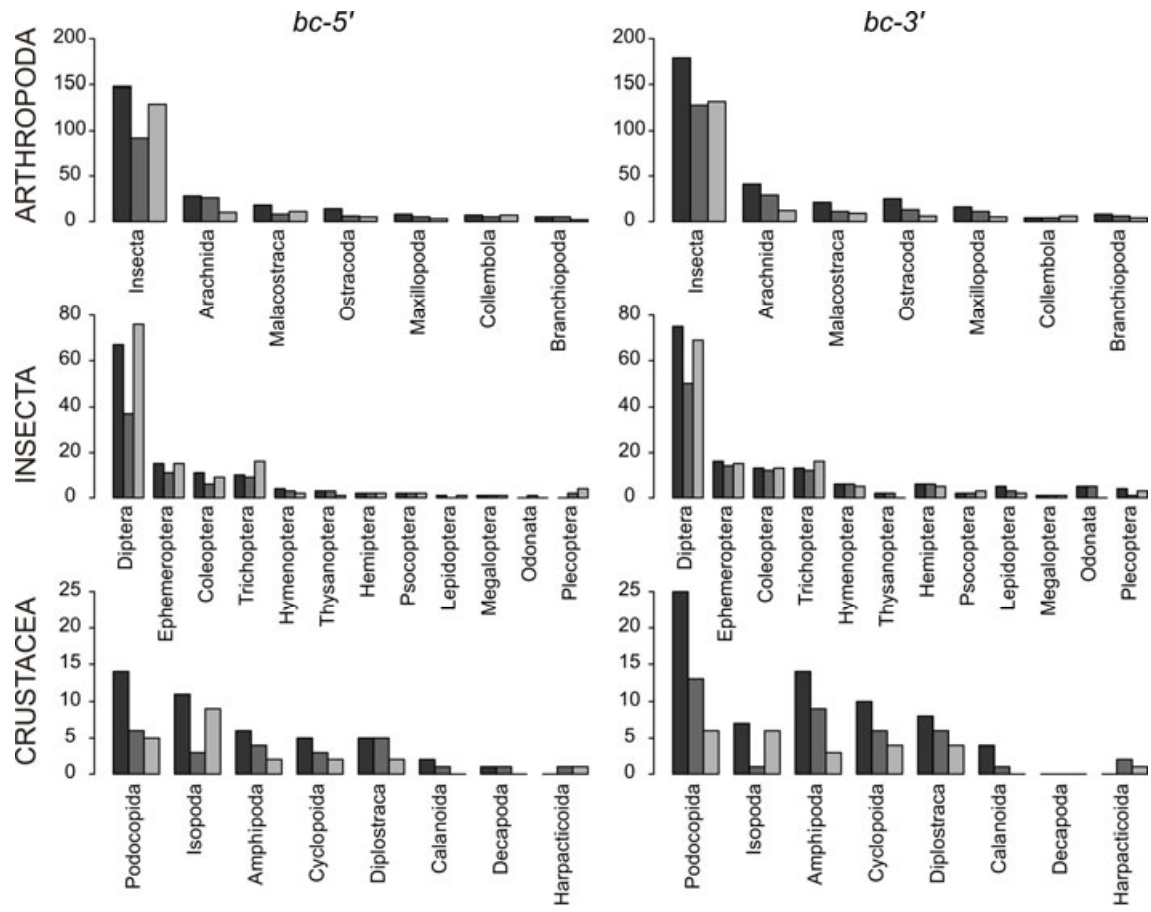 bc-5' bc-3'
ARTHROPODA
200 200
150 150
100 100
50 50
0 0
Insecta Arachnida Malacostraca Ostracoda Maxillopoda Collembola Branchiopoda
Insecta Arachnida Malacostraca Ostracoda Maxillopoda Collembola Branchiopoda
INSECTA
80 80
60 60
40 40
20 20
0 0
Diptera Ephemeroptera Coleoptera Trichoptera Hymenoptera Thysanoptera Hemiptera Psocoptera Lepidoptera Megaloptera Odonata Plecoptera
Diptera Ephemeroptera Coleoptera Trichoptera Hymenoptera Thysanoptera Hemiptera Psocoptera Lepidoptera Megaloptera Odonata Plecoptera
CRUSTACEA
25 25
20 20
15 15
10 10
5 5
0 0
Podocopida Isopoda Amphipoda Cyclopoida Diplostraca Calanoida Decapoda Harpacticoida
Podocopida Isopoda Amphipoda Cyclopoida Diplostraca Calanoida Decapoda Harpacticoida